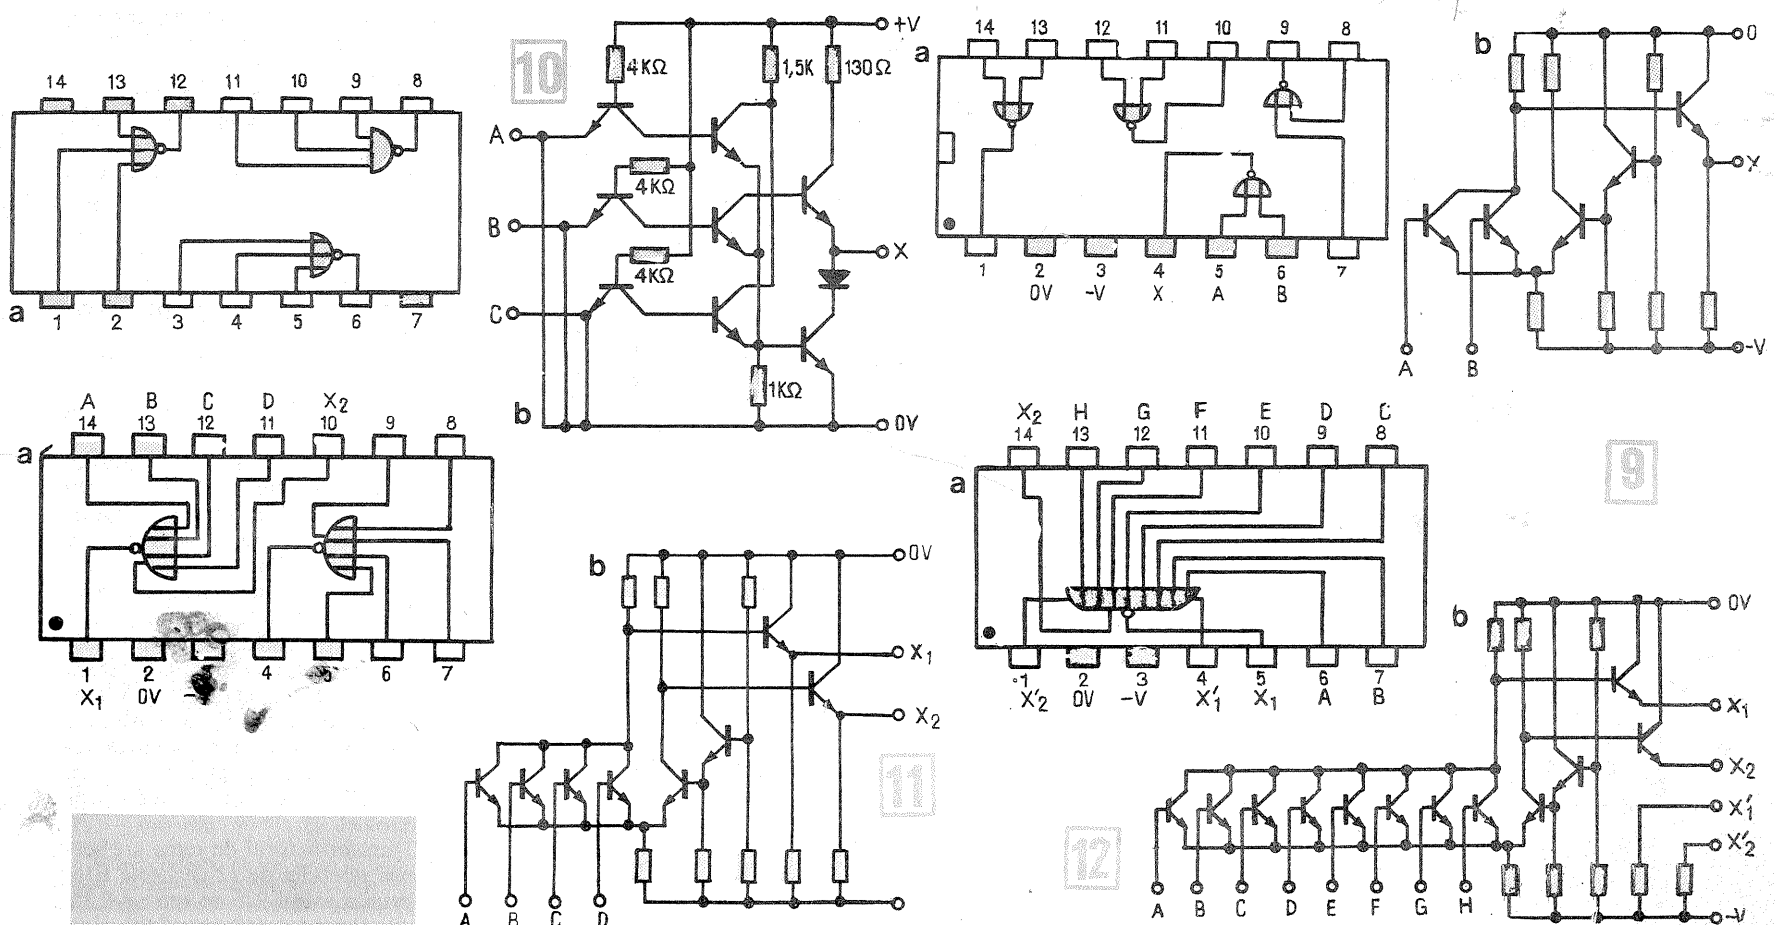 14 13 12 11 10 9 8
1 2 3 4 5 6 7
a
10
+V
4KΩ
1,5K
130Ω
A
4KΩ
B
X
4KΩ
C
1KΩ
b
0V
a
14 13 12 11 10 9 8
1 2 3 4 5 6 7
0V -V X A B
b
0
X
-V
A B
A B C D X₂
14 13 12 11 10 9 8
a
1 2 4 5 6 7
X₁ 0V
b
0V
X₁
X₂
11
A B C D
X₂ H G F E D C
14 13 12 11 10 9 8
a
1 2 3 4 5 6 7
X'₂ 0V -V X'₁ X₁ A B
9
b
0V
X₁
X₂
X'₁
X'₂
12
A B C D E F G H
-V